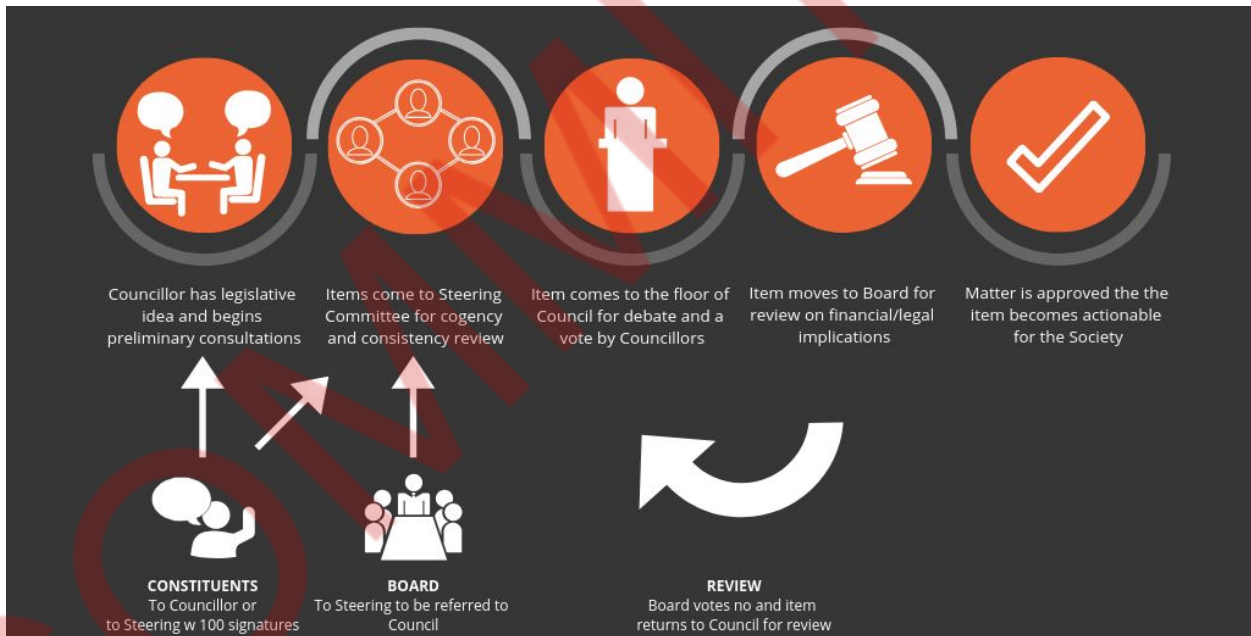 Councillor has legislative
idea and begins
preliminary consultations
Items come to Steering
Committee for cogency
and consistency review
Item comes to the floor of
Council for debate and a
vote by Councillors
Item moves to Board for
review on financial/legal
implications
Matter is approved the the
item becomes actionable
for the Society
CONSTITUENTS
To Councillor or
to Steering w 100 signatures
BOARD
To Steering to be referred to
Council
REVIEW
Board votes no and item
returns to Council for review